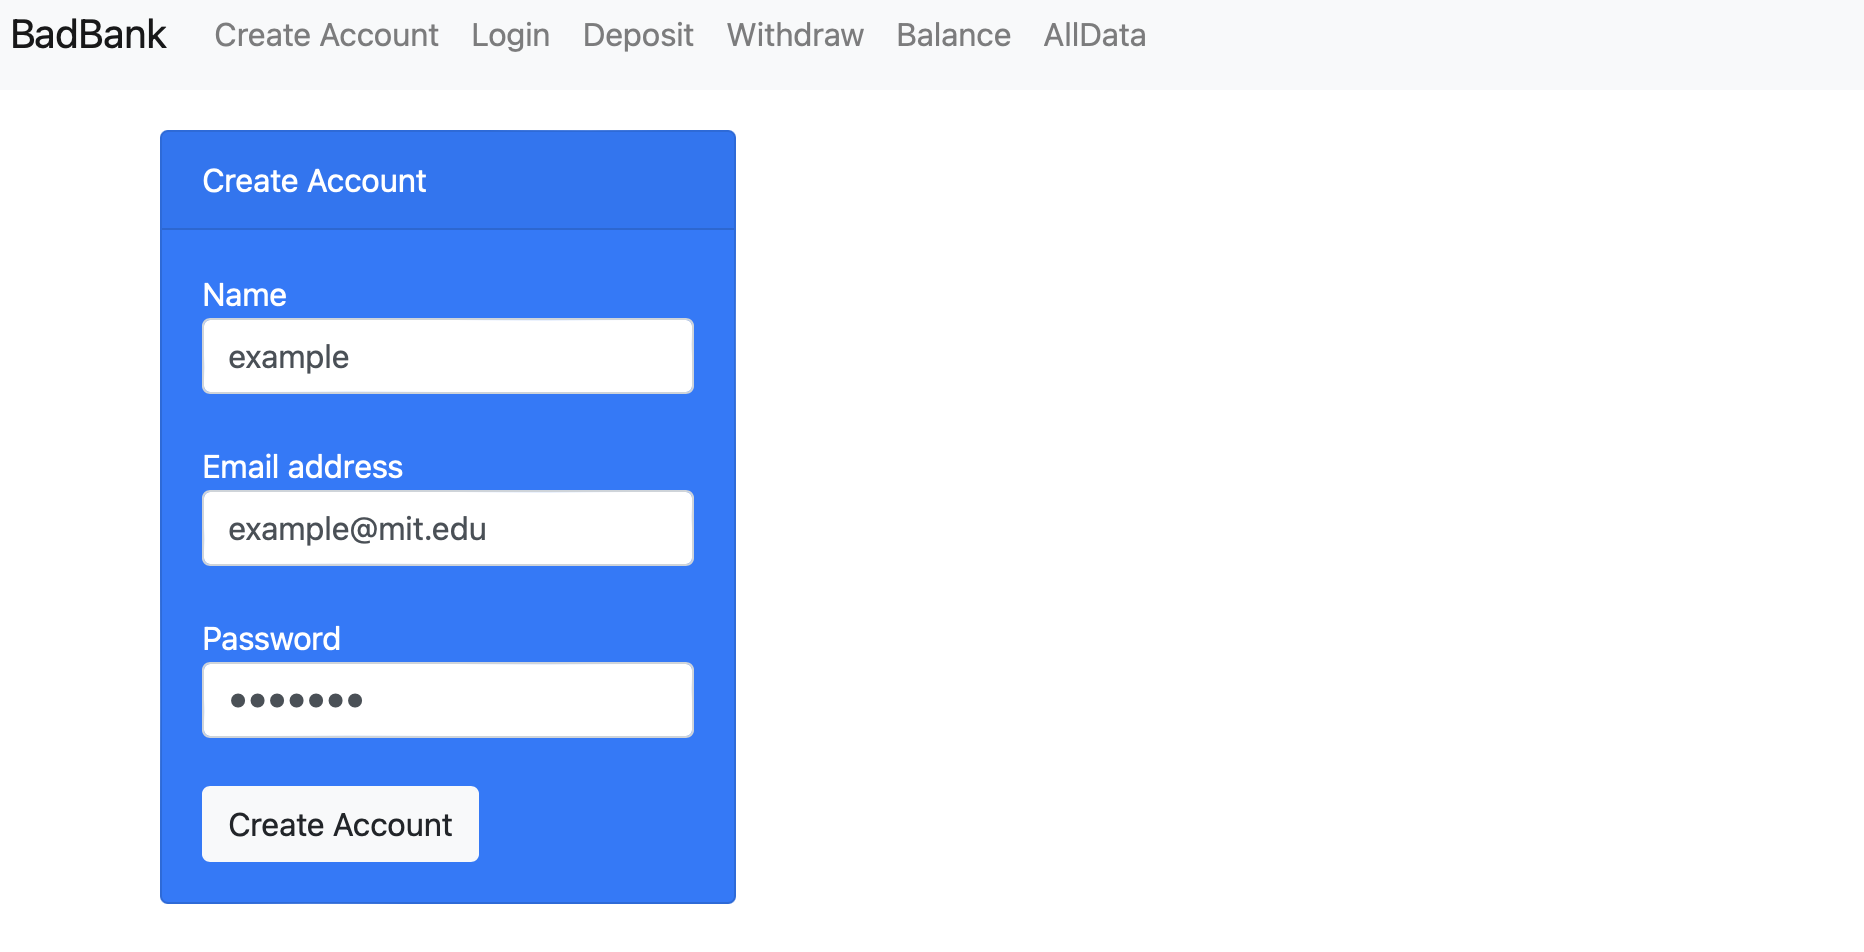 BadBank Create Account Login Deposit Withdraw Balance AllData
Create Account
Name
example
Email address
example@mit.edu
Password
•••••••
Create Account